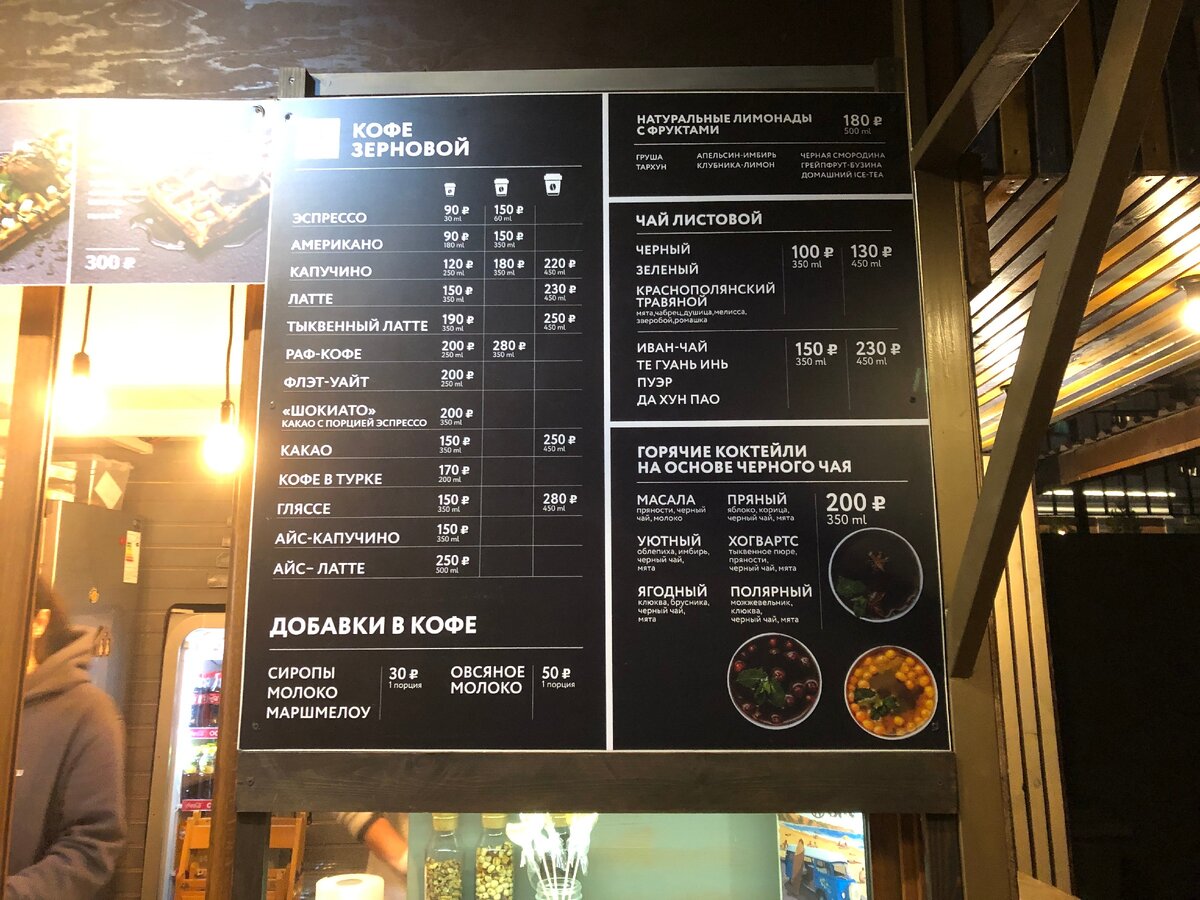 300 ₽
КОФЕ
ЗЕРНОВОЙ
ЭСПРЕССО 90 ₽ 30 ml 150 ₽ 60 ml
АМЕРИКАНО 90 ₽ 180 ml 150 ₽ 350 ml
КАПУЧИНО 120 ₽ 250 ml 180 ₽ 350 ml 220 ₽ 450 ml
ЛАТТЕ 150 ₽ 350 ml 230 ₽ 450 ml
ТЫКВЕННЫЙ ЛАТТЕ 190 ₽ 350 ml 250 ₽ 450 ml
РАФ-КОФЕ 200 ₽ 250 ml 280 ₽ 350 ml
ФЛЭТ-УАЙТ 200 ₽ 250 ml
«ШОКИАТО» 200 ₽ 350 ml
КАКАО С ПОРЦИЕЙ ЭСПРЕССО
КАКАО 150 ₽ 350 ml 250 ₽ 450 ml
КОФЕ В ТУРКЕ 170 ₽ 200 ml
ГЛЯССЕ 150 ₽ 350 ml 280 ₽ 450 ml
АЙС-КАПУЧИНО 150 ₽ 350 ml
АЙС- ЛАТТЕ 250 ₽ 500 ml
ДОБАВКИ В КОФЕ
СИРОПЫ 30 ₽ 1 порция
МОЛОКО
МАРШМЕЛОУ
ОВСЯНОЕ 50 ₽ 1 порция
МОЛОКО
НАТУРАЛЬНЫЕ ЛИМОНАДЫ 180 ₽
С ФРУКТАМИ 500 ml
ГРУША АПЕЛЬСИН-ИМБИРЬ ЧЕРНАЯ СМОРОДИНА
ТАРХУН КЛУБНИКА-ЛИМОН ГРЕЙПФРУТ-БУЗИНА
ДОМАШНИЙ ICE-TEA
ЧАЙ ЛИСТОВОЙ
ЧЕРНЫЙ 100 ₽ 350 ml 130 ₽ 450 ml
ЗЕЛЕНЫЙ
КРАСНОПОЛЯНСКИЙ
ТРАВЯНОЙ
мята,чабрец,душица,мелисса,
зверобой,ромашка
ИВАН-ЧАЙ 150 ₽ 350 ml 230 ₽ 450 ml
ТЕ ГУАНЬ ИНЬ
ПУЭР
ДА ХУН ПАО
ГОРЯЧИЕ КОКТЕЙЛИ
НА ОСНОВЕ ЧЕРНОГО ЧАЯ
МАСАЛА
пряности, черный
чай, молоко
ПРЯНЫЙ
яблоко, корица,
черный чай, мята
200 ₽
350 ml
УЮТНЫЙ
облепиха, имбирь,
черный чай,
мята
ХОГВАРТС
тыквенное пюре,
пряности,
черный чай, мята
ЯГОДНЫЙ
клюква, брусника,
черный чай,
мята
ПОЛЯРНЫЙ
можжевельник,
клюква,
черный чай, мята